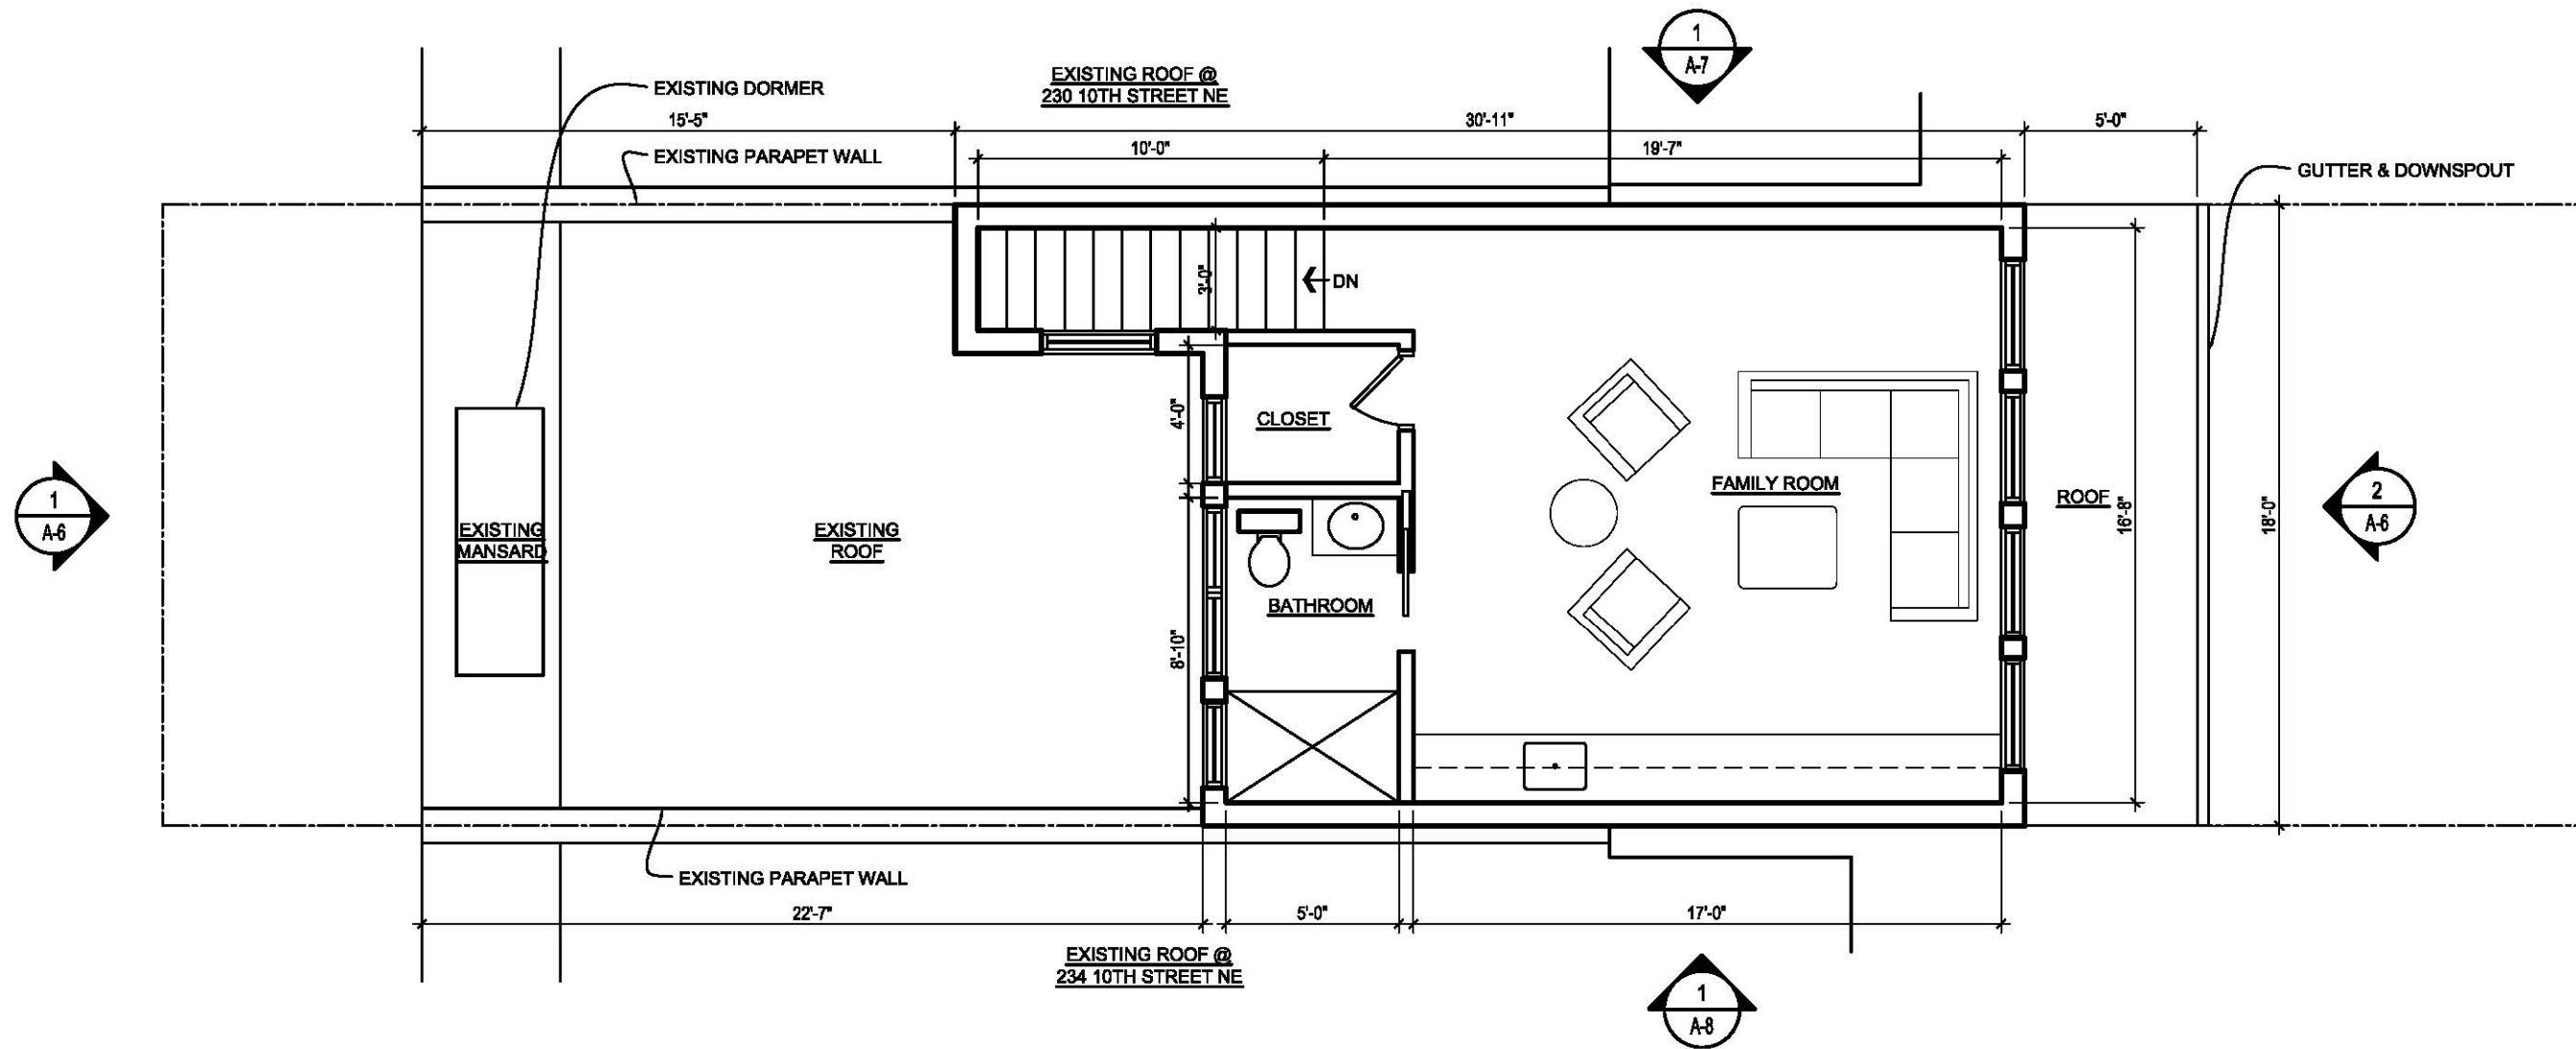 1
A-7
EXISTING ROOF @
230 10TH STREET NE
EXISTING DORMER
15'-5"
30'-11"
5'-0"
EXISTING PARAPET WALL
10'-0"
19'-7"
GUTTER & DOWNSPOUT
3'-0"
DN
4'-0"
CLOSET
FAMILY ROOM
ROOF
16'-8"
18'-0"
1
A-6
2
A-6
EXISTING
MANSARD
EXISTING
ROOF
BATHROOM
8'-10"
EXISTING PARAPET WALL
22'-7"
5'-0"
17'-0"
EXISTING ROOF @
234 10TH STREET NE
1
A-8